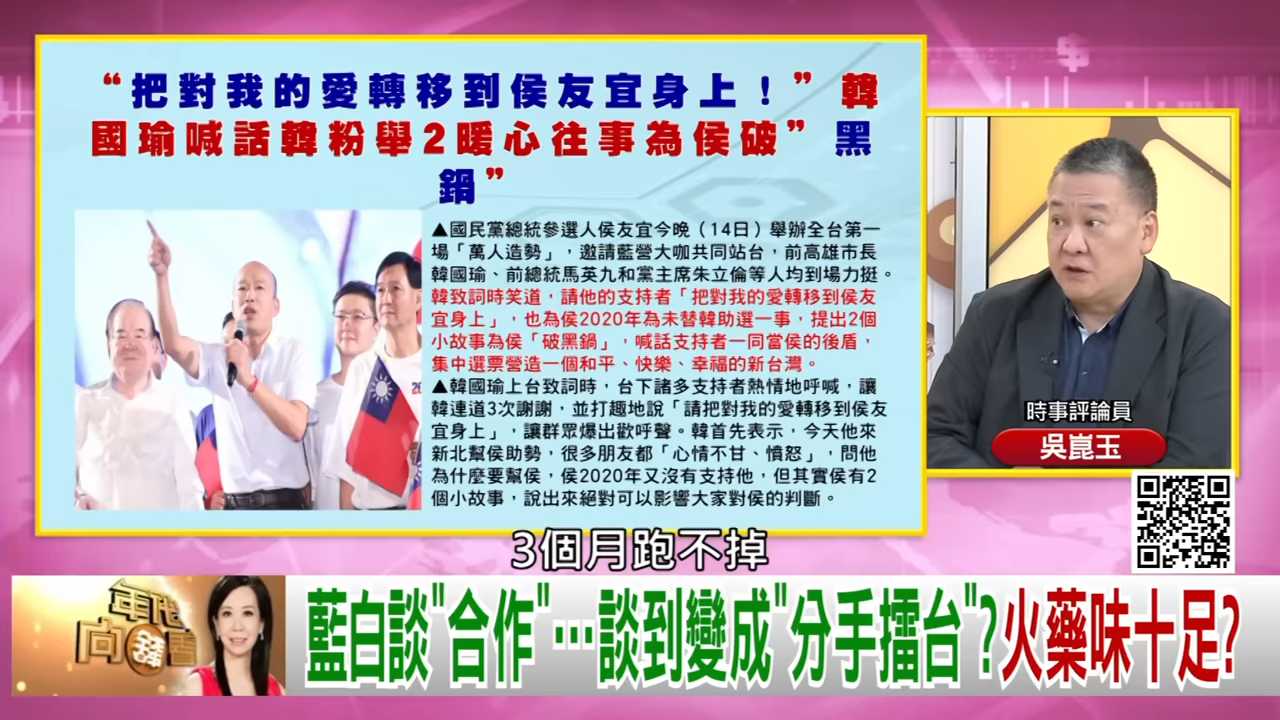 “把對我的愛轉移到侯友宜身上！”韓
國瑜喊話韓粉舉2暖心往事為侯破”黑
鍋”
▲國民黨總統參選人侯友宜今晚（14日）舉辦全台第一
場「萬人造勢」，邀請藍營大咖共同站台，前高雄市長
韓國瑜、前總統馬英九和黨主席朱立倫等人均到場力挺。
韓致詞時笑道，請他的支持者「把對我的愛轉移到侯友
宜身上」，也為侯2020年為未替韓助選一事，提出2個
小故事為侯「破黑鍋」，喊話支持者一同當侯的後盾，
集中選票營造一個和平、快樂、幸福的新台灣。
▲韓國瑜上台致詞時，台下諸多支持者熱情地呼喊，讓
韓連道3次謝謝，並打趣地說「請把對我的愛轉移到侯友
宜身上」，讓群眾爆出歡呼聲。韓首先表示，今天他來
新北幫侯助勢，很多朋友都「心情不甘、憤怒」，問他
為什麼要幫侯，侯2020年又沒有支持他，但其實侯有2
個小故事，說出來絕對可以影響大家對侯的判斷。
時事評論員
吳崑玉
3個月跑不掉
年代
向錢看
藍白談"合作"…談到變成"分手擂台"?火藥味十足?